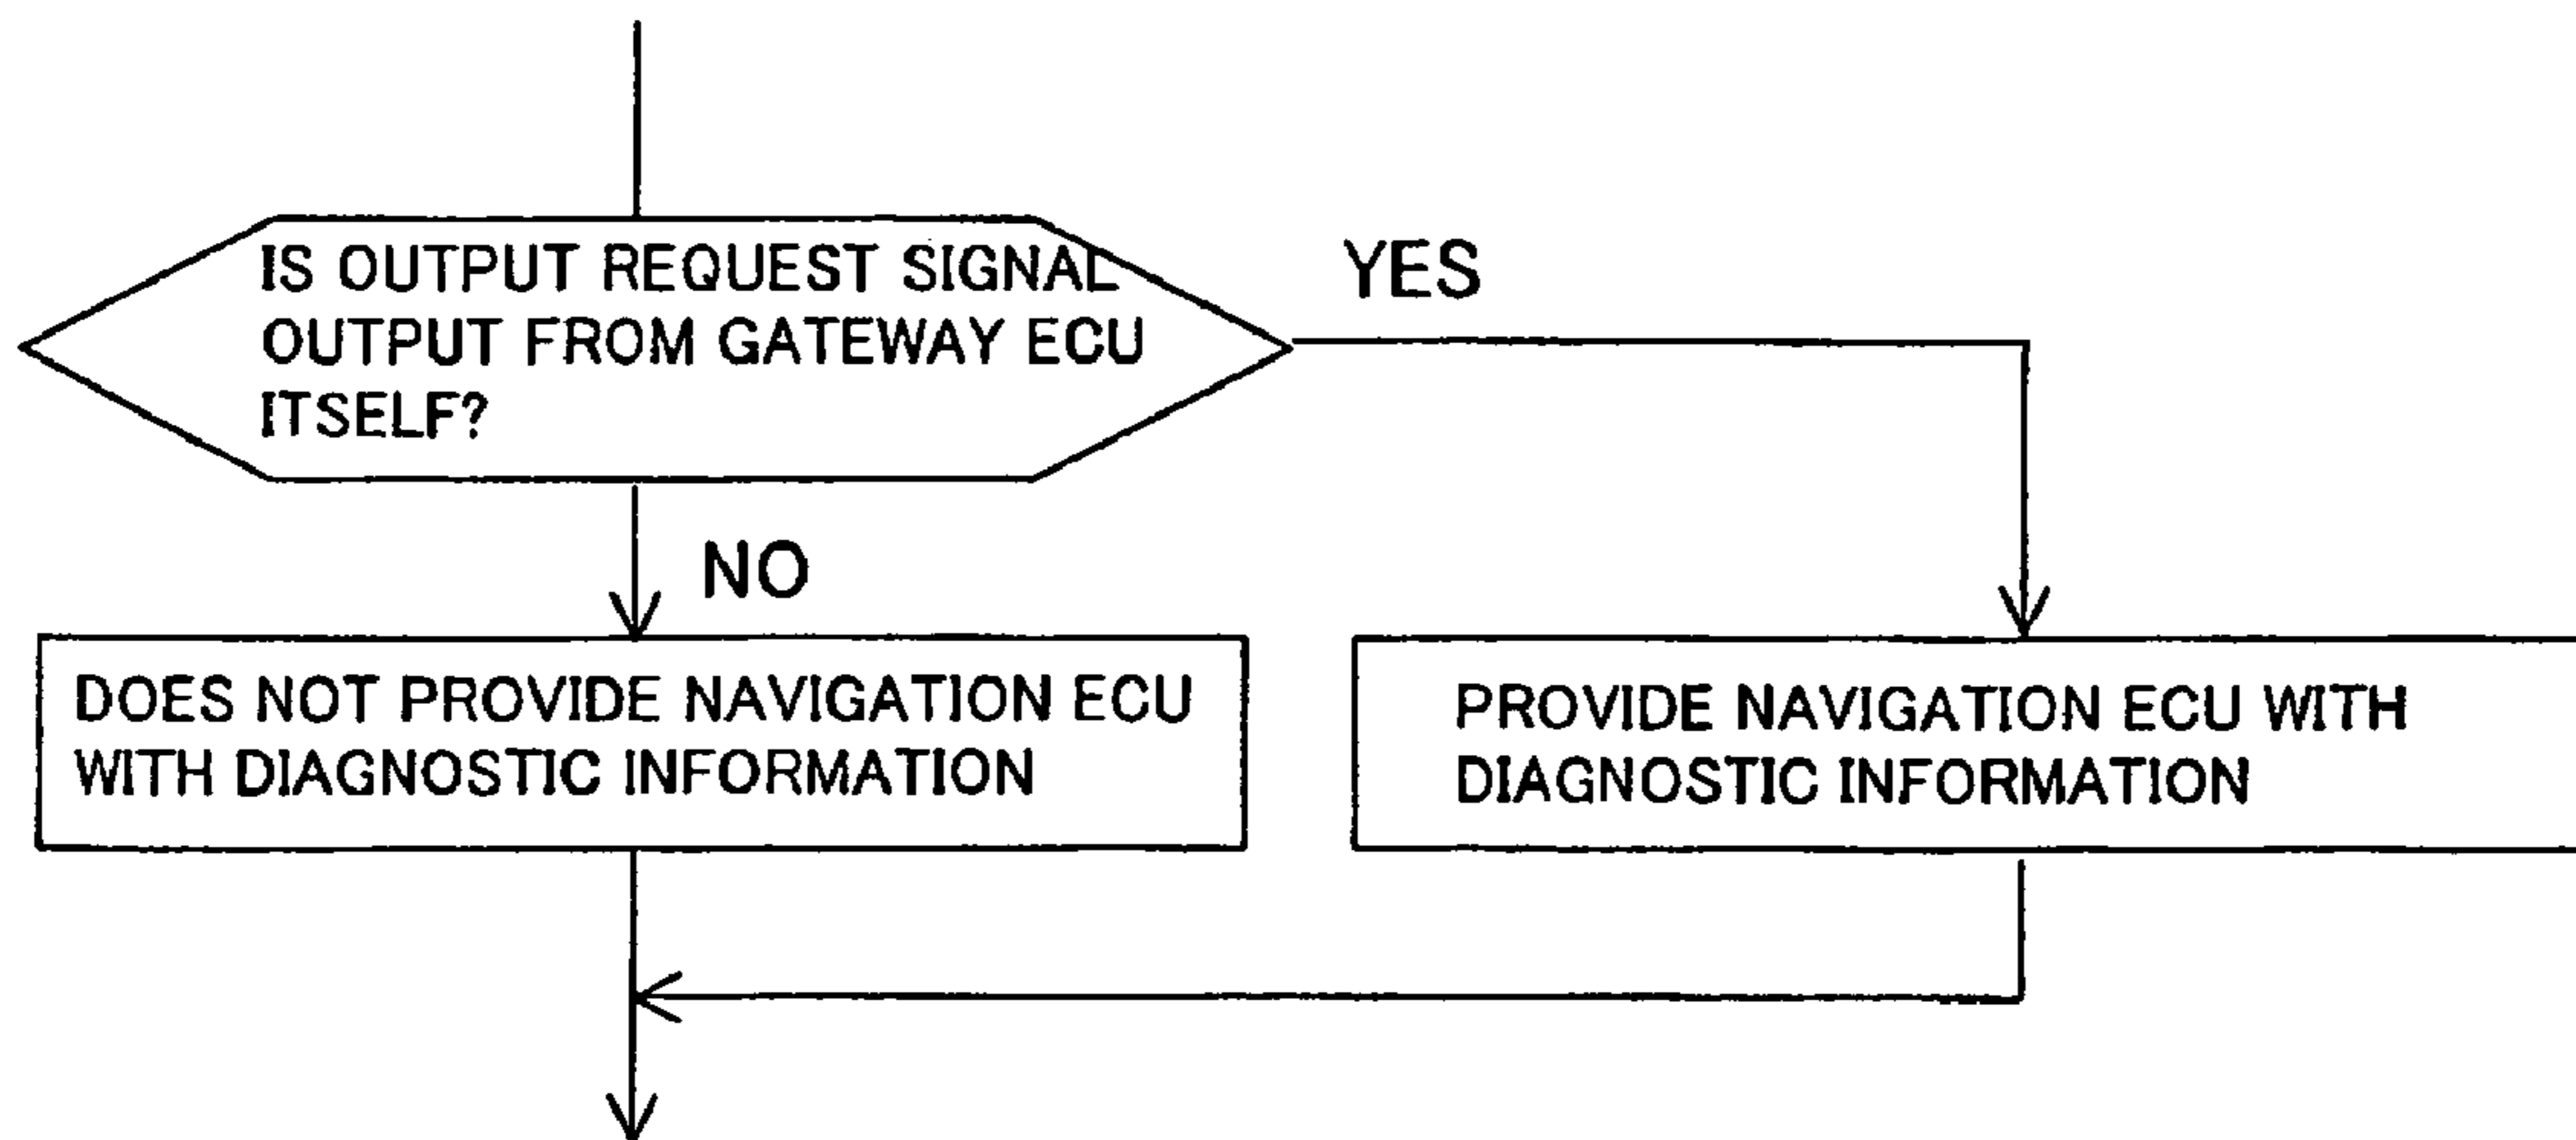 IS OUTPUT REQUEST SIGNAL
OUTPUT FROM GATEWAY ECU
ITSELF?
YES
NO
DOES NOT PROVIDE NAVIGATION ECU
WITH DIAGNOSTIC INFORMATION
PROVIDE NAVIGATION ECU WITH
DIAGNOSTIC INFORMATION